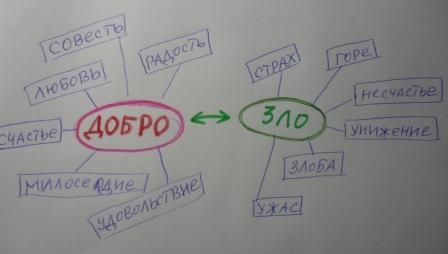 СОВЕСТЬ
РАДОСТЬ
ЛЮБОВЬ
СЧАСТЬЕ
ДОБРО
МИЛОСЕРДИЕ
УДОВОЛЬСТВИЕ
СТРАХ
ГОРЕ
НЕСЧАСТЬЕ
ЗЛО
УНИЖЕНИЕ
ЗЛОБА
УЖАС